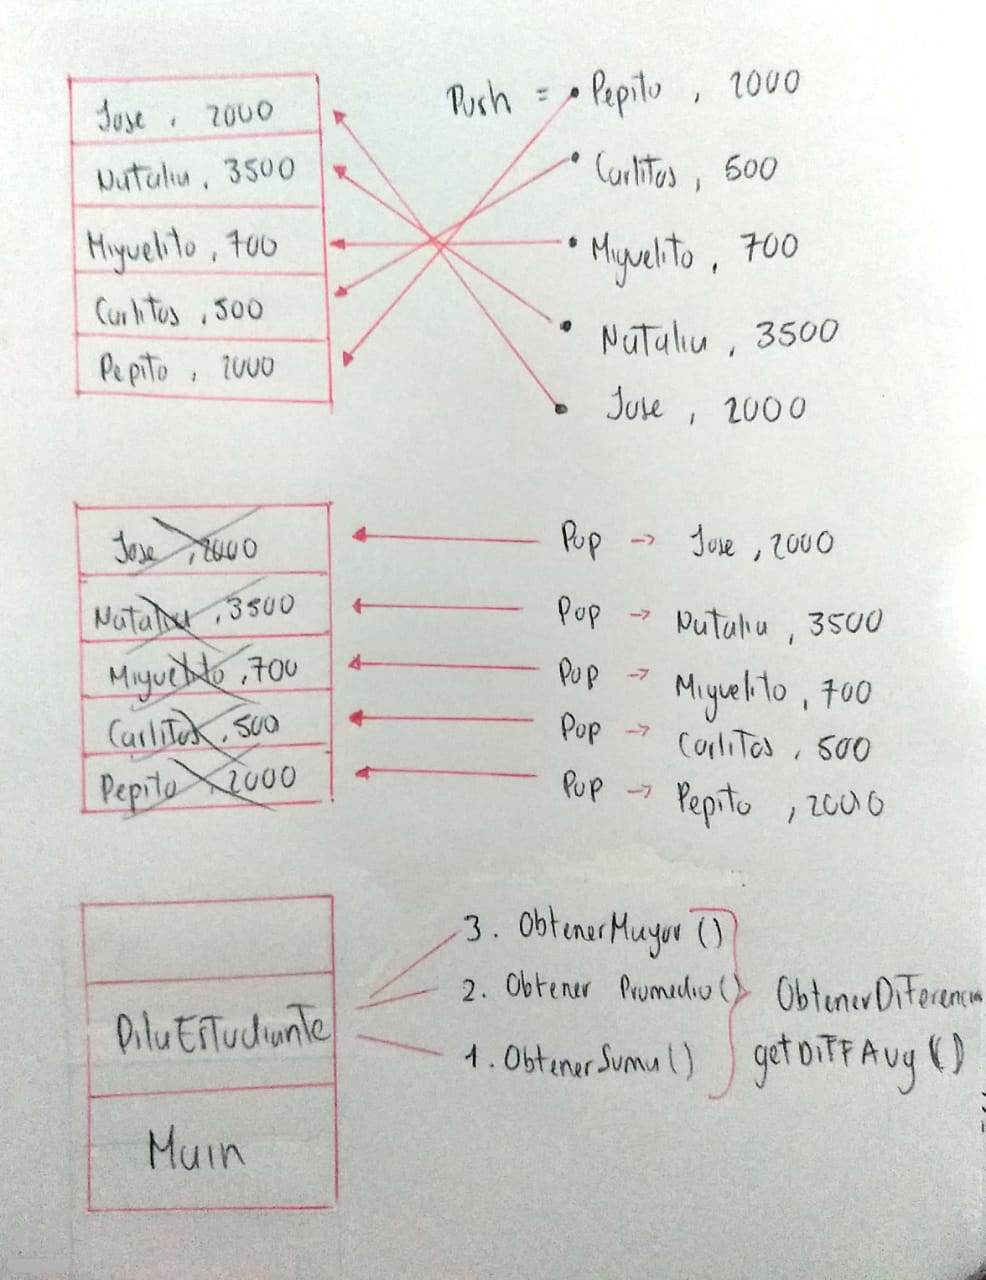 Jose , 2000
Natalia , 3500
Miguelito , 700
Carlitos , 500
Pepito , 2000
Push = • Pepito , 2000
• Carlitos , 500
• Miguelito , 700
• Natalia , 3500
• Jose , 2000
Jose , 2000
Natalia , 3500
Miguelito , 700
Carlitos , 500
Pepito , 2000
Pop → Jose , 2000
Pop → Natalia , 3500
Pop → Miguelito , 700
Pop → Carlitos , 500
Pop → Pepito , 2000
PilaEstudiante
Main
3. ObtenerMayor ()
2. Obtener Promedio()
1. ObtenerSuma()
ObtenerDiferencia
getDiffAvg ()